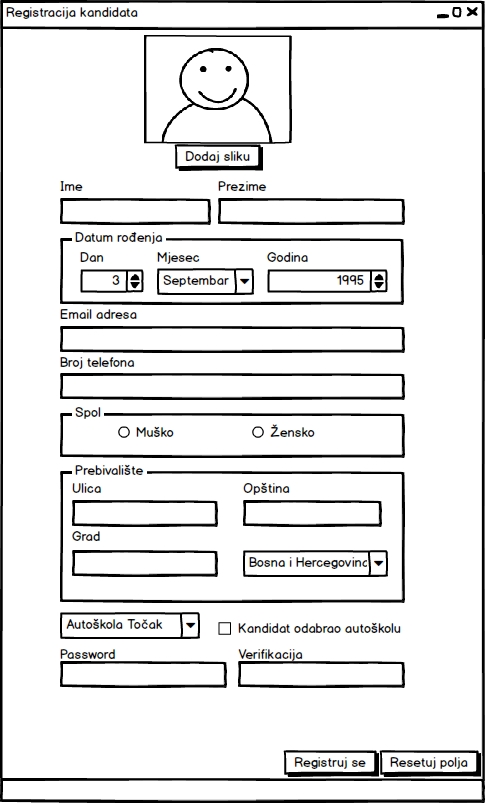 Registracija kandidata
Dodaj sliku
Ime Prezime
Datum rođenja
Dan Mjesec Godina
3 Septembar 1995
Email adresa
Broj telefona
Spol
Muško Žensko
Prebivalište
Ulica Opština
Grad
Bosna i Hercegovina
Autoškola Točak Kandidat odabrao autoškolu
Password Verifikacija
Registruj se Resetuj polja